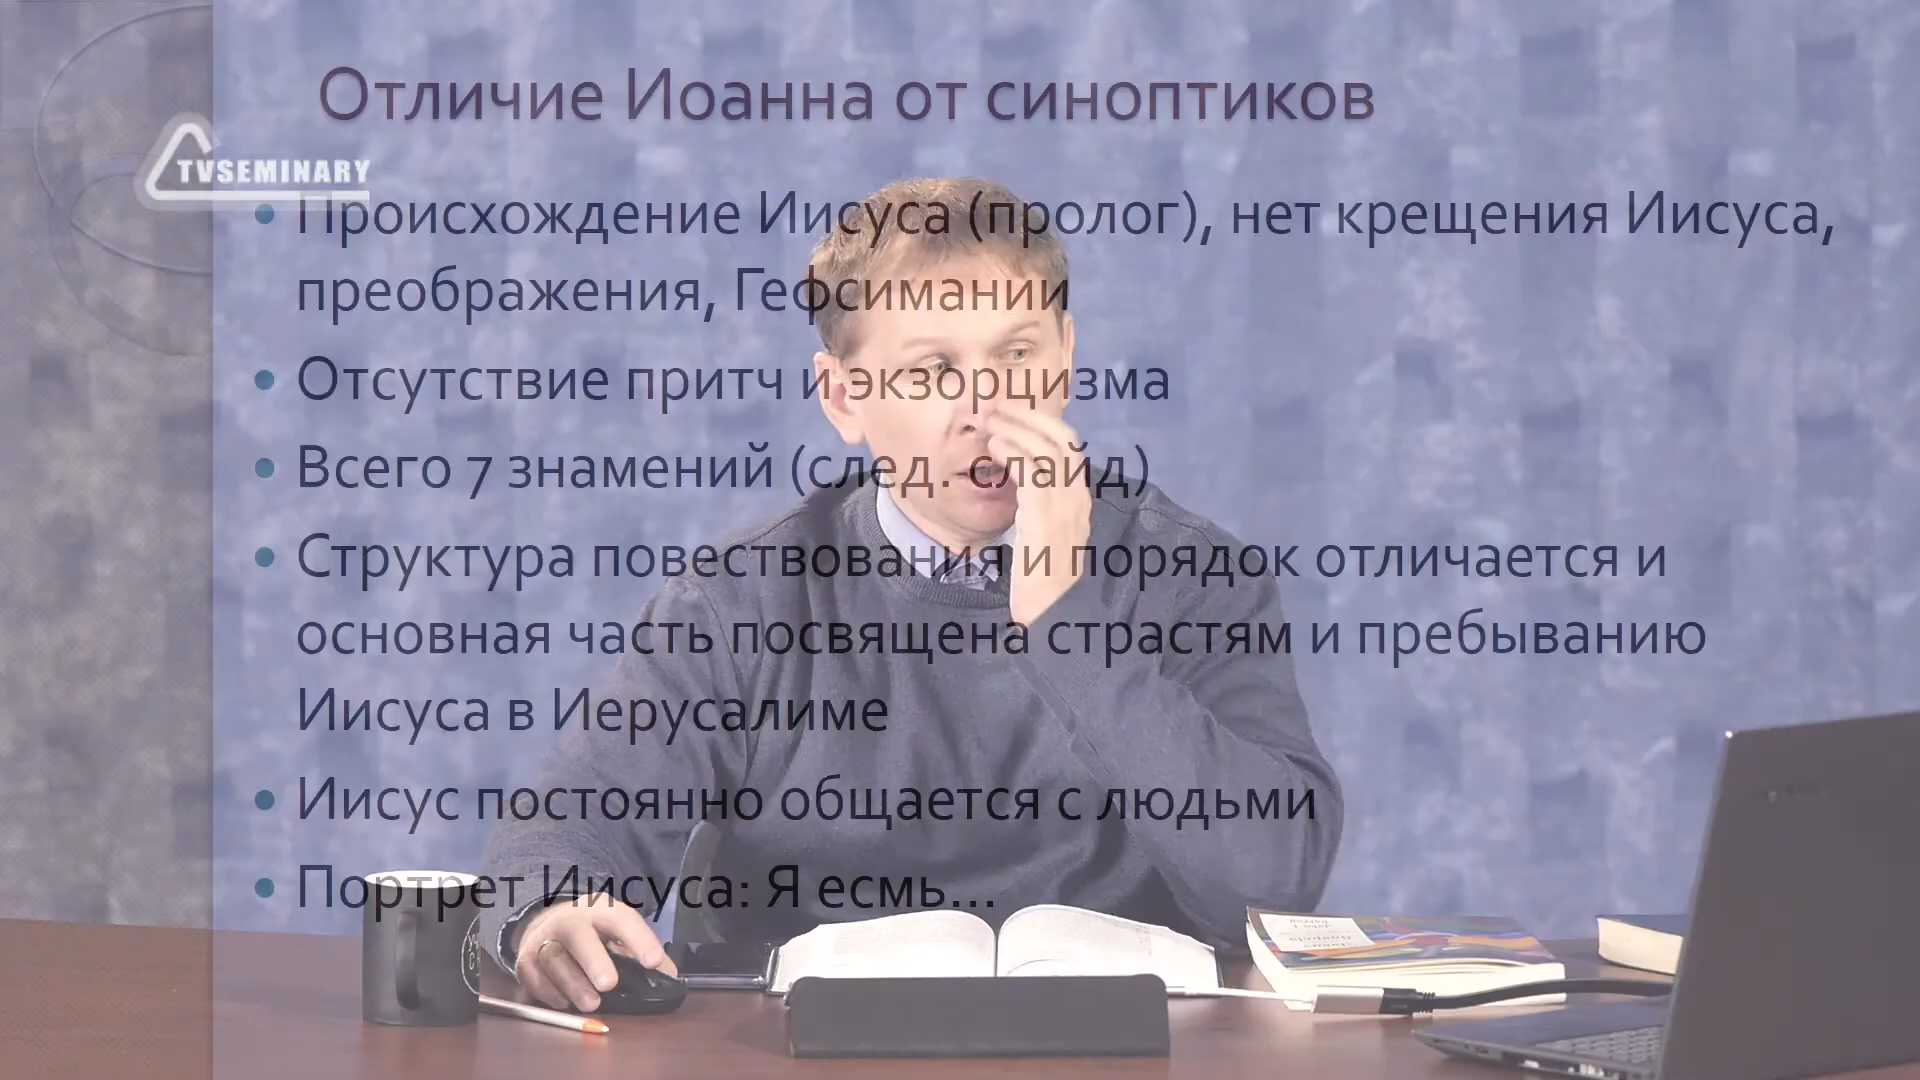 Отличие Иоанна от синоптиков
TVSEMINARY
• Происхождение Иисуса (пролог), нет крещения Иисуса,
преображения, Гефсимании
• Отсутствие притч и экзорцизма
• Всего 7 знамений (след. слайд)
• Структура повествования и порядок отличается и
основная часть посвящена страстям и пребыванию
Иисуса в Иерусалиме
• Иисус постоянно общается с людьми
• Портрет Иисуса: Я есмь...